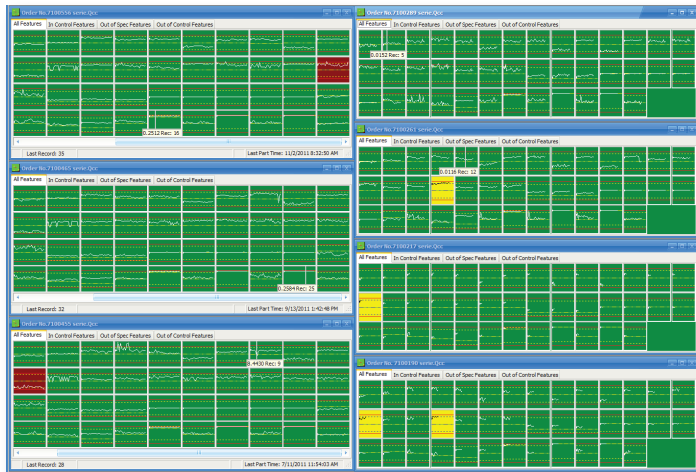 Order No.7100556 serie.Qcc
All Features In Control Features Out of Spec Features Out of Control Features
0.2512 Rec: 16
Last Record: 35 Last Part Time: 11/2/2011 8:32:50 AM
Order No.7100465 serie.Qcc
All Features In Control Features Out of Spec Features Out of Control Features
0.2584 Rec: 25
Last Record: 32 Last Part Time: 9/13/2011 1:42:48 PM
Order No.7100455 serie.Qcc
All Features In Control Features Out of Spec Features Out of Control Features
8.4430 Rec: 9
Last Record: 28 Last Part Time: 7/11/2011 11:54:03 AM
Order No.7100289 serie.Qcc
All Features In Control Features Out of Spec Features Out of Control Features
0.0152 Rec: 5
Order No.7100261 serie.Qcc
All Features In Control Features Out of Spec Features Out of Control Features
0.0116 Rec: 12
Order No.7100217 serie.Qcc
All Features In Control Features Out of Spec Features Out of Control Features
Order No. 7100190 serie.Qcc
All Features In Control Features Out of Spec Features Out of Control Features